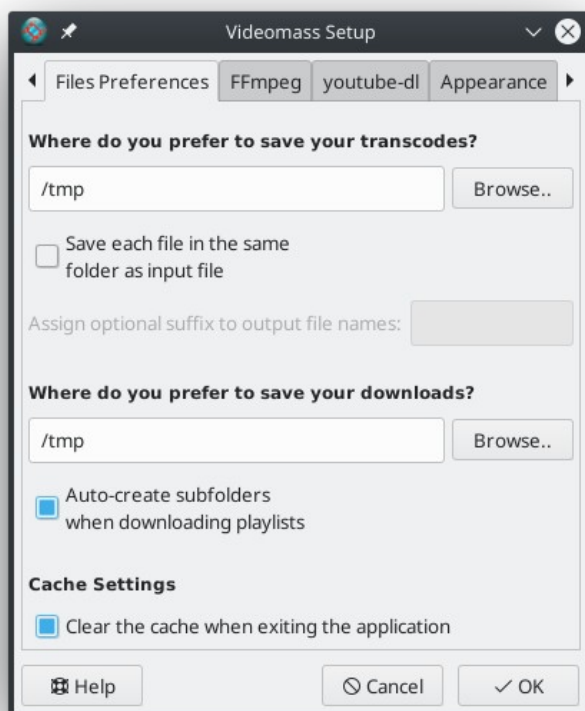 Videomass Setup
Files Preferences FFmpeg youtube-dl Appearance
Where do you prefer to save your transcodes?
/tmp Browse..
Save each file in the same
folder as input file
Assign optional suffix to output file names:
Where do you prefer to save your downloads?
/tmp Browse..
Auto-create subfolders
when downloading playlists
Cache Settings
Clear the cache when exiting the application
Help Cancel OK